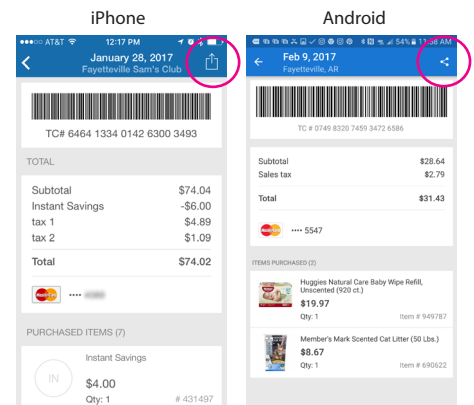 iPhone
AT&T 12:17 PM
January 28, 2017
Fayetteville Sam's Club
TC# 6464 1334 0142 6300 3493
TOTAL
Subtotal $74.04
Instant Savings -$6.00
tax 1 $4.89
tax 2 $1.09
Total $74.02
MasterCard ••••
PURCHASED ITEMS (7)
Instant Savings
IN
$4.00
Qty: 1 # 431497
Android
54% 11:38 AM
Feb 9, 2017
Fayetteville, AR
TC # 0749 8320 7459 3472 6586
Subtotal $28.64
Sales tax $2.79
Total $31.43
MasterCard •••• 5547
ITEMS PURCHASED (2)
Huggies Natural Care Baby Wipe Refill,
Unscented (920 ct.)
$19.97
Qty: 1 Item # 949787
Member's Mark Scented Cat Litter (50 Lbs.)
$8.67
Qty: 1 Item # 690622